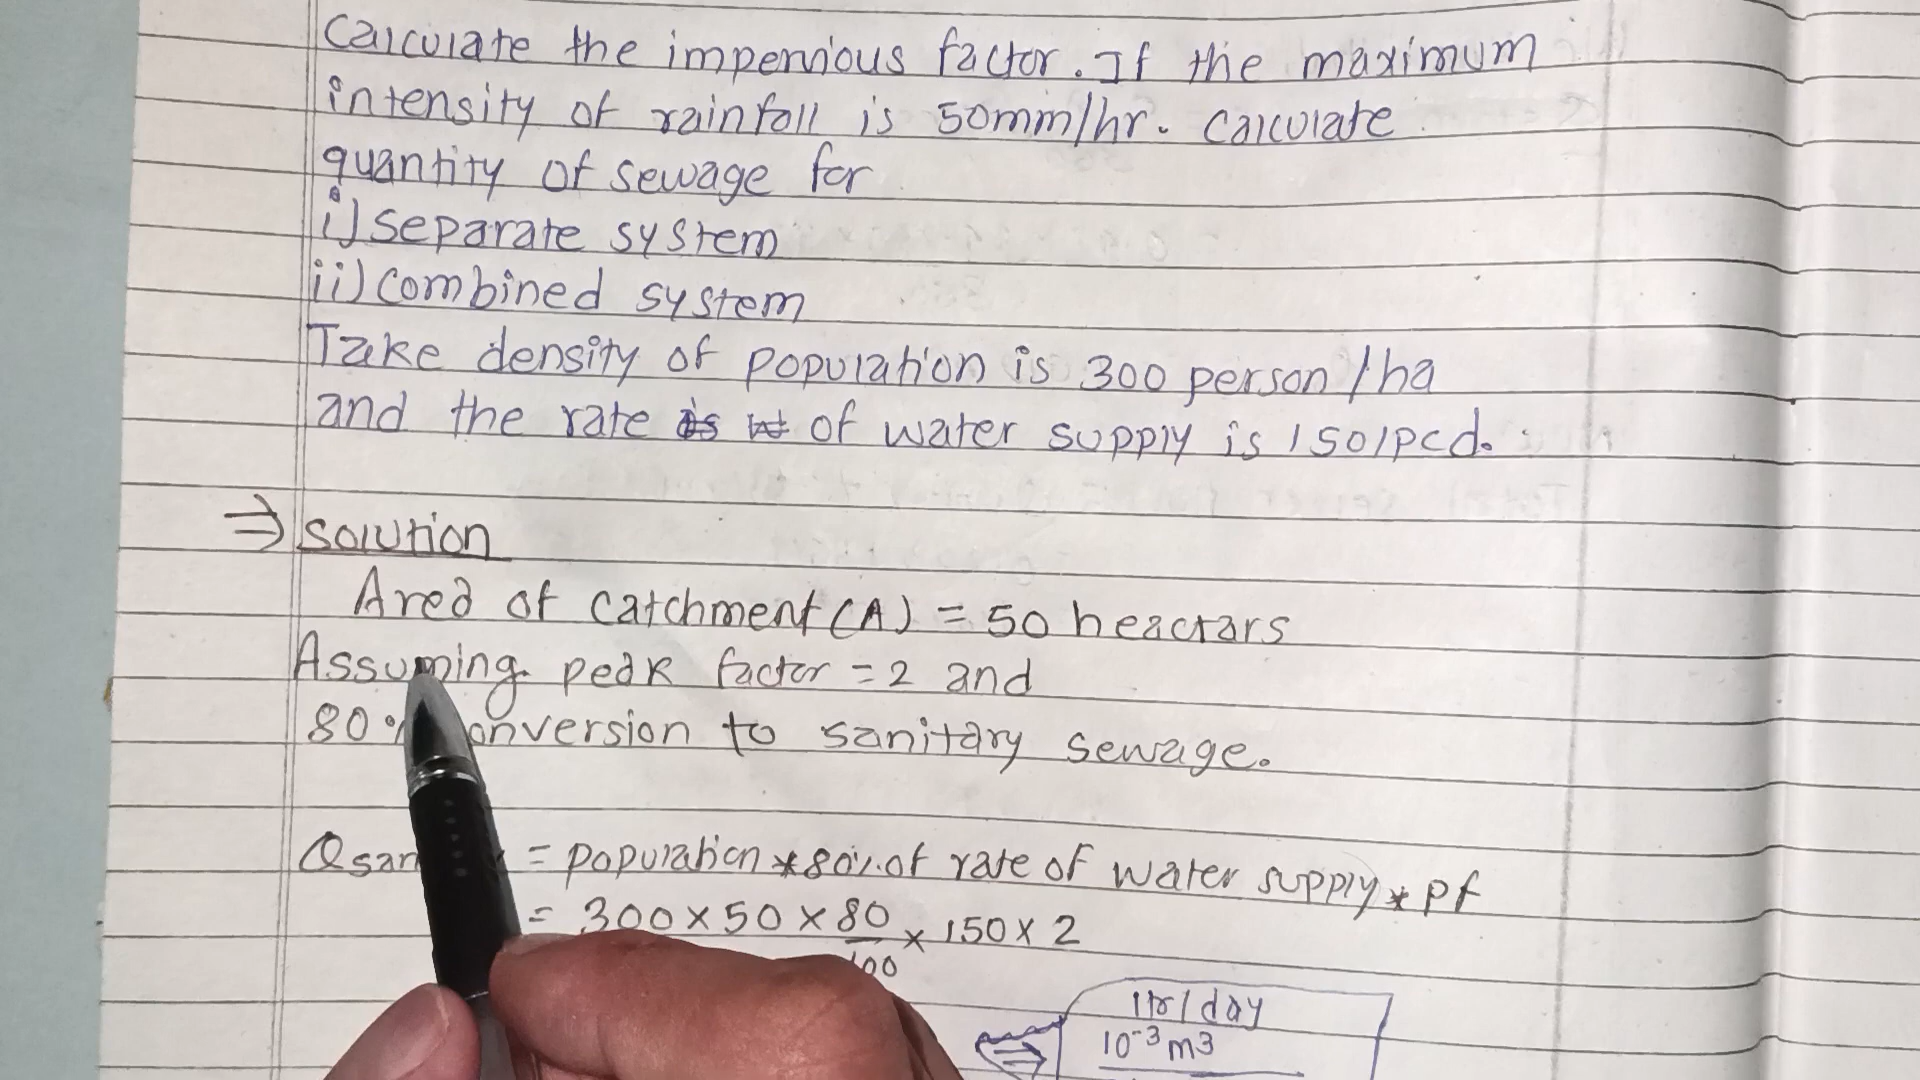 Calculate the impervious factor. If the maximum
intensity of rainfall is 50mm/hr. Calculate
quantity of sewage for
i) separate system
ii) combined system
Take density of population is 300 person/ha
and the rate of water supply is 150lpcd.
⇒ Solution
Area of catchment (A) = 50 heactars
Assuming peak factor = 2 and
80% conversion to sanitary sewage.
= population * 80% of rate of water supply * pf
= 300 × 50 × 80/100 × 150 × 2
ltr/day
10⁻³ m3